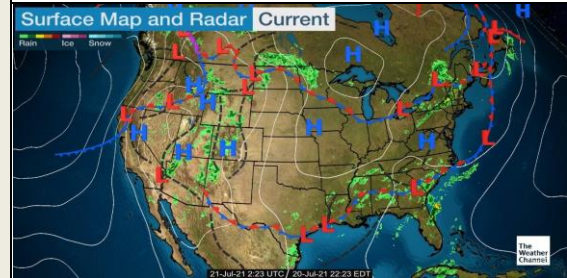 Surface Map and Radar Current
Rain Ice Snow
H
L L
H
L
L
L
L
H H
L
L L
L
H
H
H
H H
L
L
L
L
L
The
Weather
Channel
21-Jul-21 2:23 UTC / 20-Jul-21 22:23 EDT